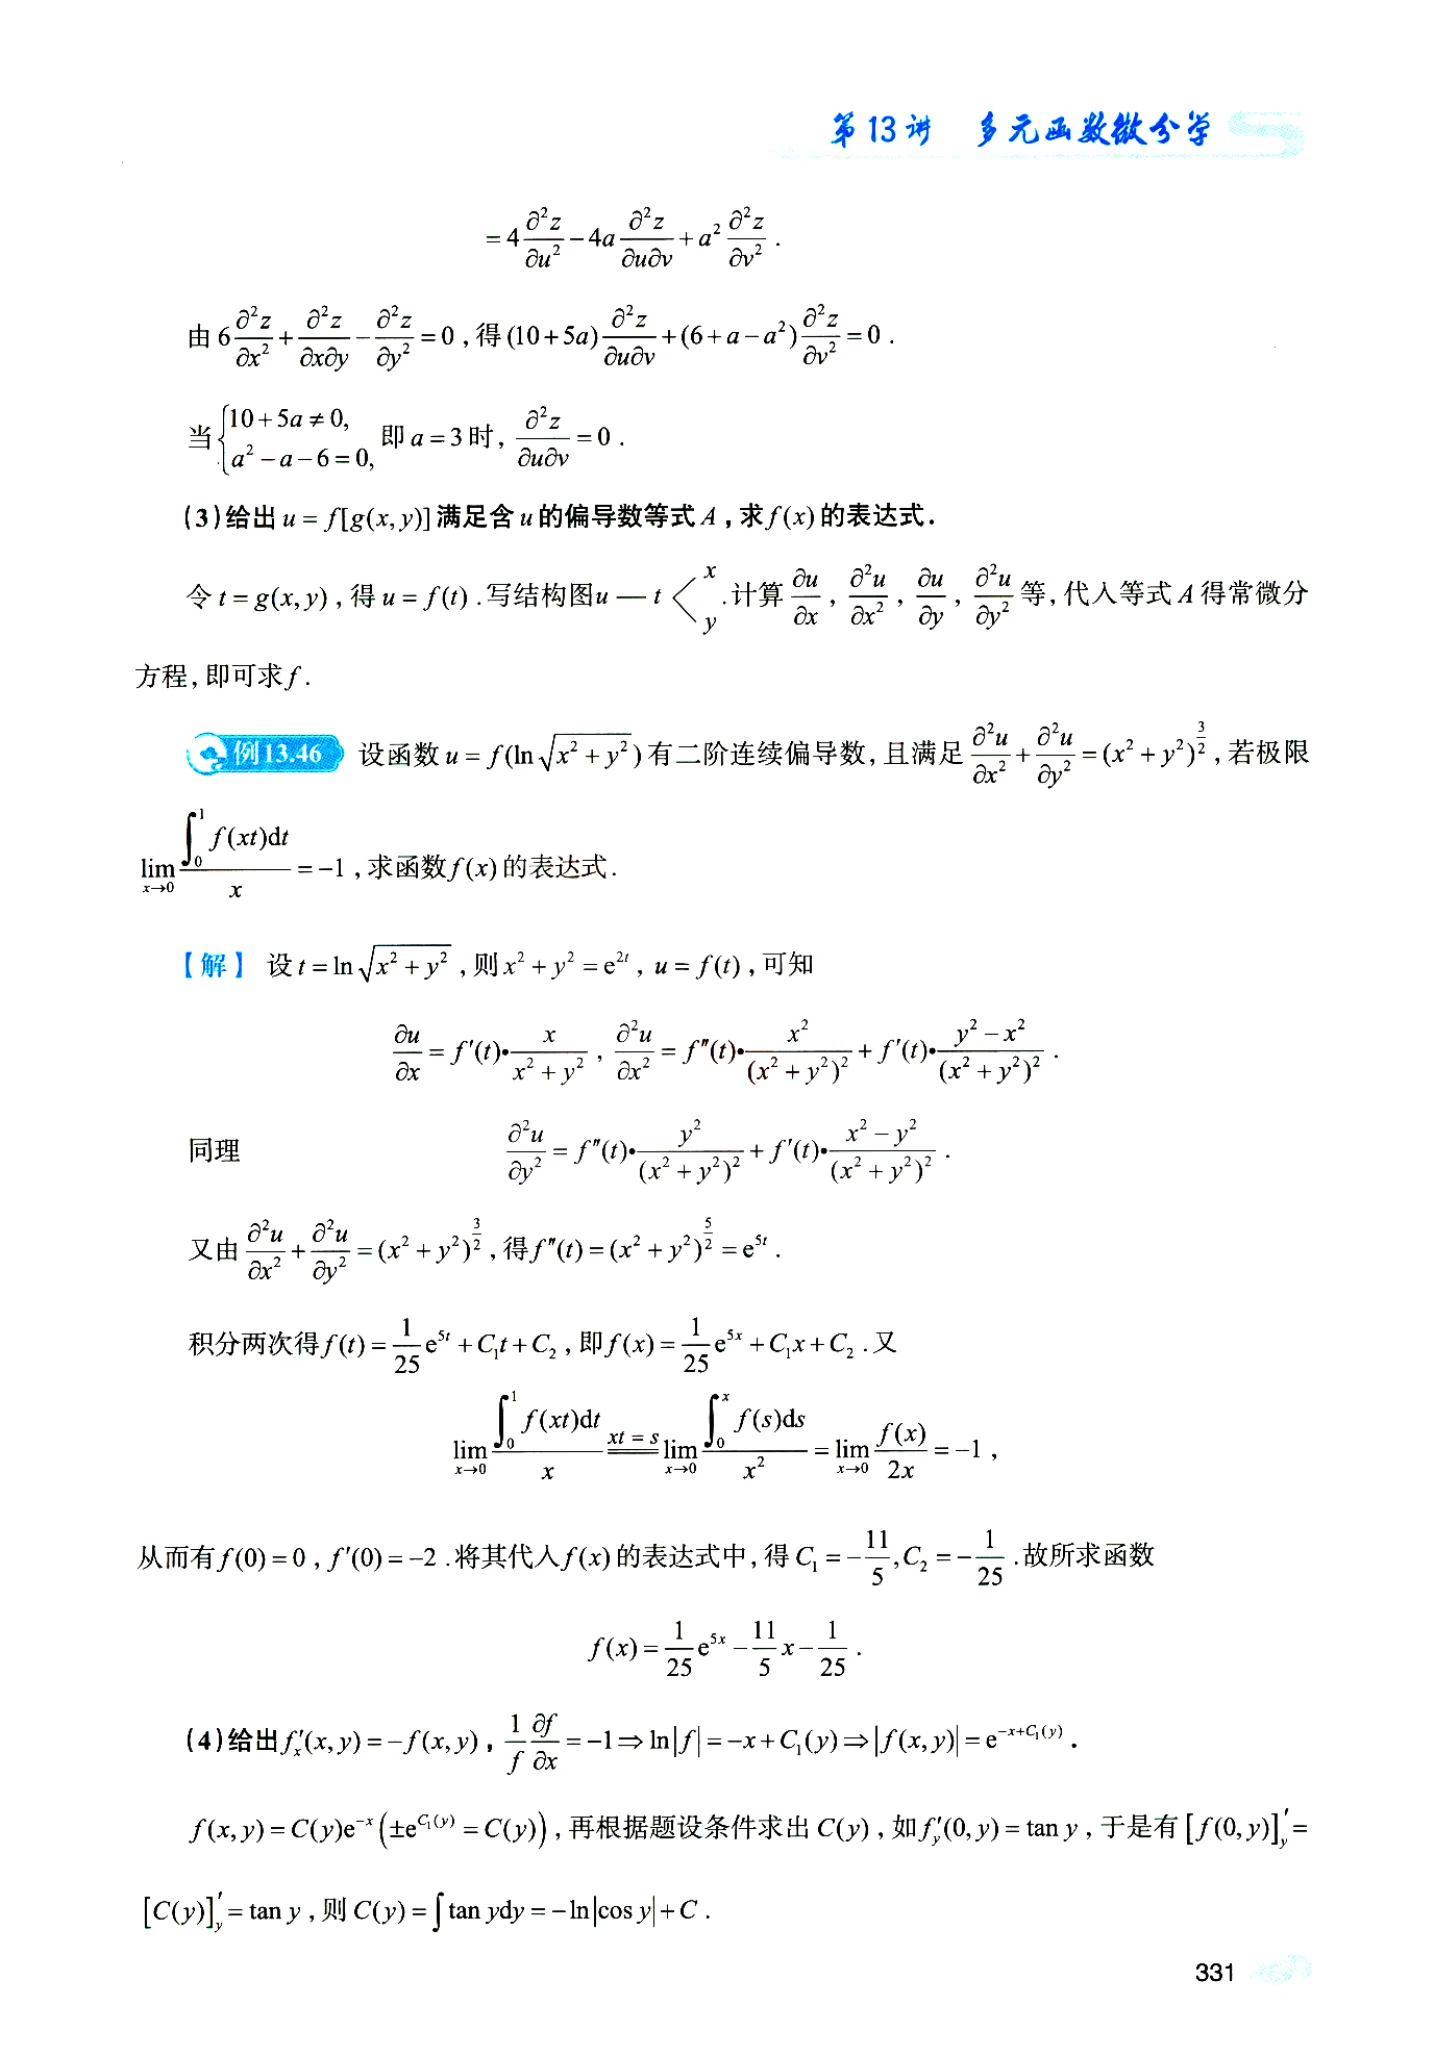 第13讲 多元函数微分学
$=4\frac{\partial^2 z}{\partial u^2}-4a\frac{\partial^2 z}{\partial u\partial v}+a^2\frac{\partial^2 z}{\partial v^2}$ .
由$6\frac{\partial^2 z}{\partial x^2}+\frac{\partial^2 z}{\partial x\partial y}-\frac{\partial^2 z}{\partial y^2}=0$,得$(10+5a)\frac{\partial^2 z}{\partial u\partial v}+(6+a-a^2)\frac{\partial^2 z}{\partial v^2}=0$ .
当$\begin{cases}10+5a\neq 0,\\a^2-a-6=0,\end{cases}$即$a=3$时,$\frac{\partial^2 z}{\partial u\partial v}=0$ .
(3)给出$u=f[g(x,y)]$满足含$u$的偏导数等式$A$,求$f(x)$的表达式.
令$t=g(x,y)$,得$u=f(t)$.写结构图$u — t <^x_y$.计算$\frac{\partial u}{\partial x},\frac{\partial^2 u}{\partial x^2},\frac{\partial u}{\partial y},\frac{\partial^2 u}{\partial y^2}$等,代入等式$A$得常微分
方程,即可求$f$.
例13.46 设函数$u=f(\ln\sqrt{x^2+y^2})$有二阶连续偏导数,且满足$\frac{\partial^2 u}{\partial x^2}+\frac{\partial^2 u}{\partial y^2}=(x^2+y^2)^{\frac{3}{2}}$,若极限
$\lim_{x\to 0}\frac{\int_0^1 f(xt)\mathrm{d}t}{x}=-1$,求函数$f(x)$的表达式.
【解】 设$t=\ln\sqrt{x^2+y^2}$,则$x^2+y^2=\mathrm{e}^{2t}$,$u=f(t)$,可知
$\frac{\partial u}{\partial x}=f'(t)\cdot\frac{x}{x^2+y^2},\frac{\partial^2 u}{\partial x^2}=f''(t)\cdot\frac{x^2}{(x^2+y^2)^2}+f'(t)\cdot\frac{y^2-x^2}{(x^2+y^2)^2}$ .
同理 $\frac{\partial^2 u}{\partial y^2}=f''(t)\cdot\frac{y^2}{(x^2+y^2)^2}+f'(t)\cdot\frac{x^2-y^2}{(x^2+y^2)^2}$ .
又由$\frac{\partial^2 u}{\partial x^2}+\frac{\partial^2 u}{\partial y^2}=(x^2+y^2)^{\frac{3}{2}}$,得$f''(t)=(x^2+y^2)^{\frac{5}{2}}=\mathrm{e}^{5t}$ .
积分两次得$f(t)=\frac{1}{25}\mathrm{e}^{5t}+C_1t+C_2$,即$f(x)=\frac{1}{25}\mathrm{e}^{5x}+C_1x+C_2$.又
$\lim_{x\to 0}\frac{\int_0^1 f(xt)\mathrm{d}t}{x}\overset{xt=s}{=\!=\!=}\lim_{x\to 0}\frac{\int_0^x f(s)\mathrm{d}s}{x^2}=\lim_{x\to 0}\frac{f(x)}{2x}=-1$,
从而有$f(0)=0$,$f'(0)=-2$.将其代入$f(x)$的表达式中,得$C_1=-\frac{11}{5},C_2=-\frac{1}{25}$.故所求函数
$f(x)=\frac{1}{25}\mathrm{e}^{5x}-\frac{11}{5}x-\frac{1}{25}$ .
(4)给出$f'_x(x,y)=-f(x,y)$,$\frac{1}{f}\frac{\partial f}{\partial x}=-1\Rightarrow\ln|f|=-x+C_1(y)\Rightarrow|f(x,y)|=\mathrm{e}^{-x+C_1(y)}$ .
$f(x,y)=C(y)\mathrm{e}^{-x}\left(\pm\mathrm{e}^{C_1(y)}=C(y)\right)$,再根据题设条件求出$C(y)$,如$f'_y(0,y)=\tan y$,于是有$[f(0,y)]'_y=$
$[C(y)]'_y=\tan y$,则$C(y)=\int\tan y\mathrm{d}y=-\ln|\cos y|+C$ .
331